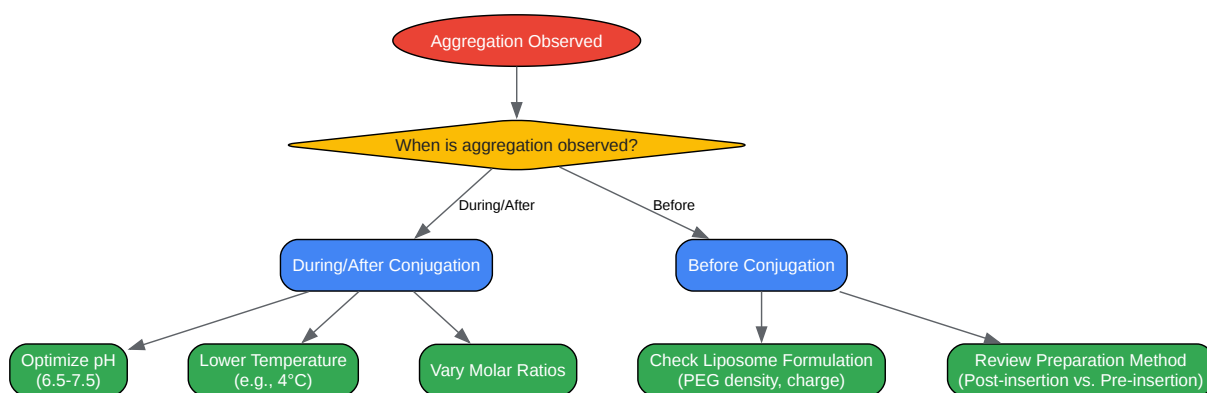 Aggregation Observed
When is aggregation observed?
During/After
Before
During/After Conjugation
Before Conjugation
Optimize pH
(6.5-7.5)
Lower Temperature
(e.g., 4°C)
Vary Molar Ratios
Check Liposome Formulation
(PEG density, charge)
Review Preparation Method
(Post-insertion vs. Pre-insertion)